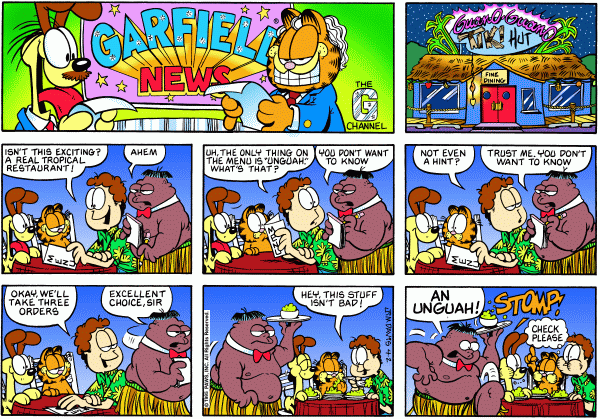 GARFIELD
NEWS
THE
G
CHANNEL
GUANO-GUANO
TIKI HUT
FINE
DINING
ISN'T THIS EXCITING?
A REAL TROPICAL
RESTAURANT!
AHEM
MENU
UH, THE ONLY THING ON
THE MENU IS "UNGUAH."
WHAT'S THAT?
YOU DON'T WANT
TO KNOW
MENU
NOT EVEN
A HINT?
TRUST ME, YOU DON'T
WANT TO KNOW
MENU
OKAY, WE'LL
TAKE THREE
ORDERS
EXCELLENT
CHOICE, SIR
HEY, THIS STUFF
ISN'T BAD!
JIM DAVIS 4-2
AN
UNGUAH!
STOMP!
CHECK
PLEASE